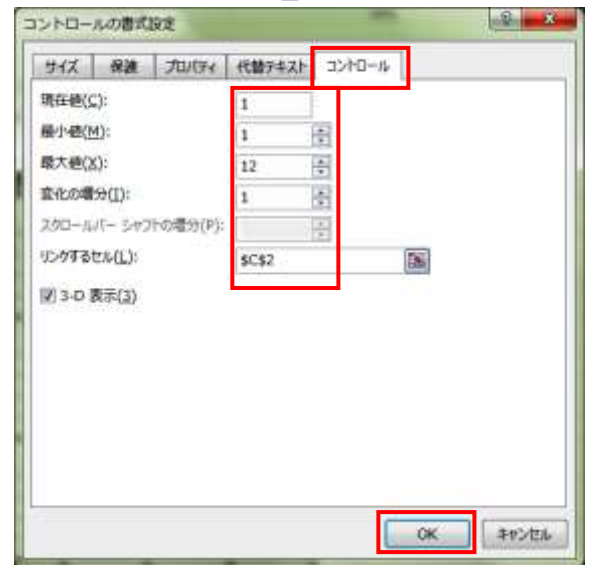 コントロールの書式設定
サイズ 保護 プロパティ 代替テキスト コントロール
現在値(C): 1
最小値(M): 1
最大値(X): 12
変化の増分(I): 1
スクロールバー シャフトの増分(P):
リンクするセル(L): $C$2
3-D 表示(3)
OK キャンセル